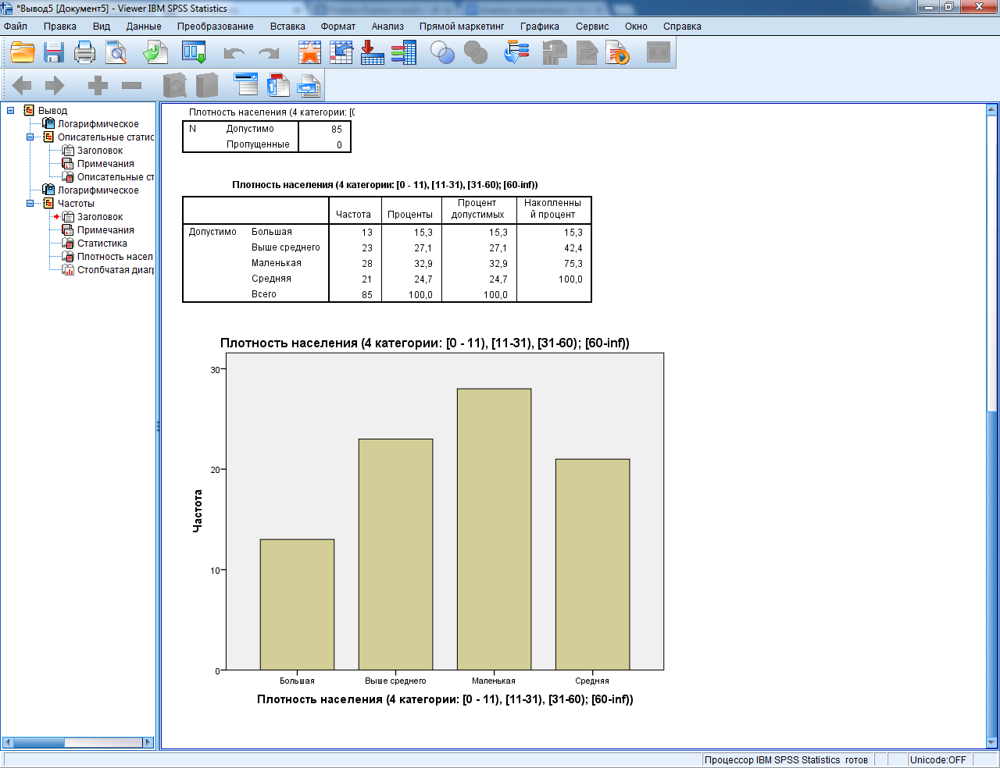 *Вывод5 [Документ5] - Viewer IBM SPSS Statistics
Файл Правка Вид Данные Преобразование Вставка Формат Анализ Прямой маркетинг Графика Сервис Окно Справка
Вывод
Логарифмическое
Описательные статис
Заголовок
Примечания
Описательные ст
Логарифмическое
Частоты
Заголовок
Примечания
Статистика
Плотность насел
Столбчатая диагр
Плотность населения (4 категории: [0
N Допустимо 85
Пропущенные 0
Плотность населения (4 категории: [0 - 11), [11-31), [31-60); [60-inf))
Частота Проценты Процент допустимых Накопленны й процент
Допустимо Большая 13 15,3 15,3 15,3
Выше среднего 23 27,1 27,1 42,4
Маленькая 28 32,9 32,9 75,3
Средняя 21 24,7 24,7 100,0
Всего 85 100,0 100,0
Плотность населения (4 категории: [0 - 11), [11-31), [31-60); [60-inf))
30
20
10
0
Частота
Большая Выше среднего Маленькая Средняя
Плотность населения (4 категории: [0 - 11), [11-31), [31-60); [60-inf))
Процессор IBM SPSS Statistics готов Unicode:OFF